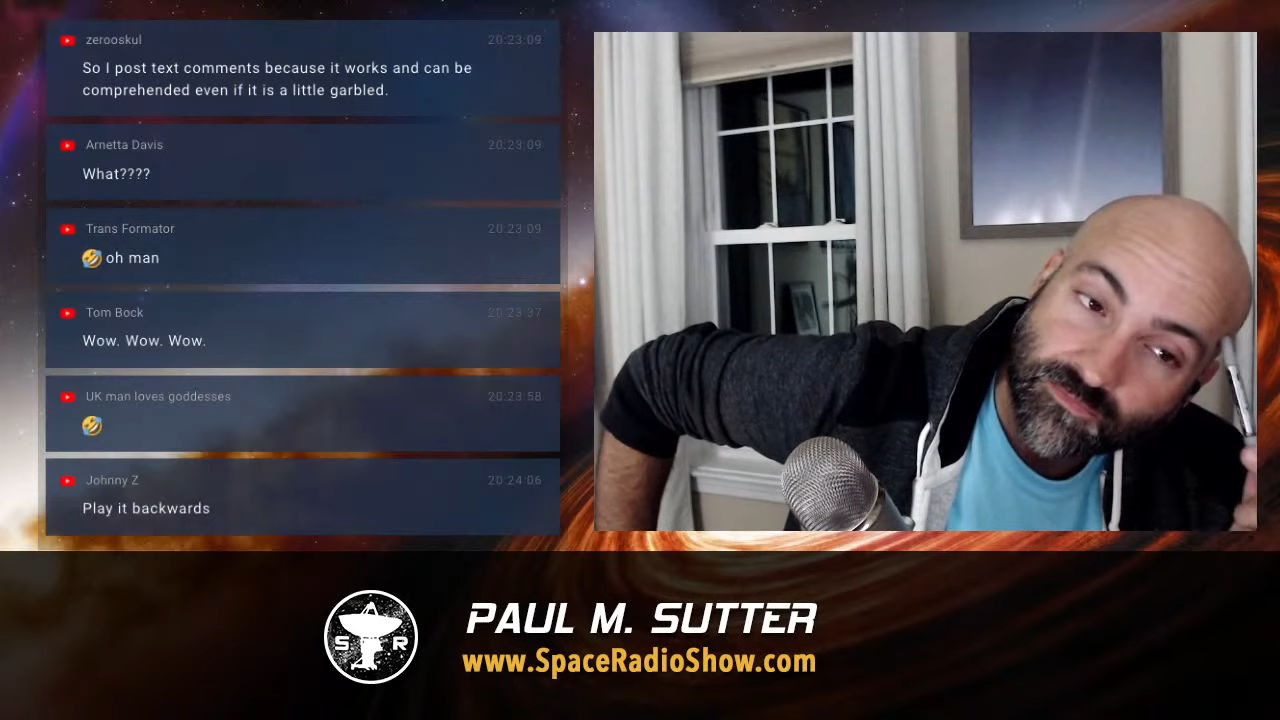 zerooskul 20:23:09
So I post text comments because it works and can be
comprehended even if it is a little garbled.
Arnetta Davis 20:23:09
What????
Trans Formator 20:23:09
🤣 oh man
Tom Bock 20:23:37
Wow. Wow. Wow.
UK man loves goddesses 20:23:58
🤣
Johnny Z 20:24:06
Play it backwards
S R
PAUL M. SUTTER
www.SpaceRadioShow.com